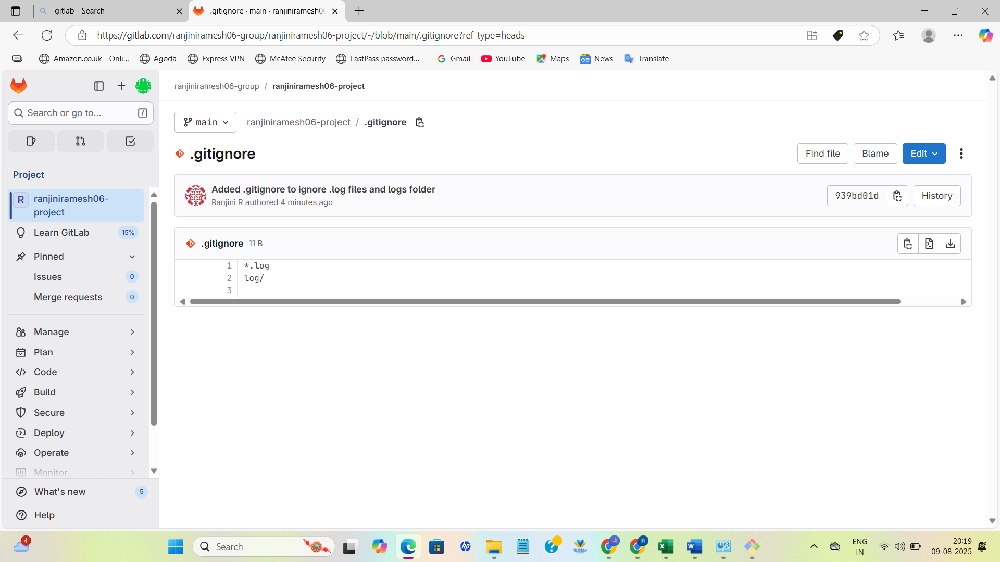 gitlab - Search
.gitignore · main · ranjiniramesh06
https://gitlab.com/ranjiniramesh06-group/ranjiniramesh06-project/-/blob/main/.gitignore?ref_type=heads
Amazon.co.uk - Onli...
Agoda
Express VPN
McAfee Security
LastPass password...
Gmail
YouTube
Maps
News
Translate
Search or go to...
/
Project
R
ranjiniramesh06-
project
Learn GitLab
15%
Pinned
Issues
0
Merge requests
0
Manage
Plan
Code
Build
Secure
Deploy
Operate
Monitor
What's new
5
Help
ranjiniramesh06-group / ranjiniramesh06-project
main
ranjiniramesh06-project / .gitignore
.gitignore
Find file
Blame
Edit
Added .gitignore to ignore .log files and logs folder
Ranjini R authored 4 minutes ago
939bd01d
History
.gitignore 11 B
1 *.log
2 log/
3
4
Search
hp
R
ENG
IN
20:19
09-08-2025